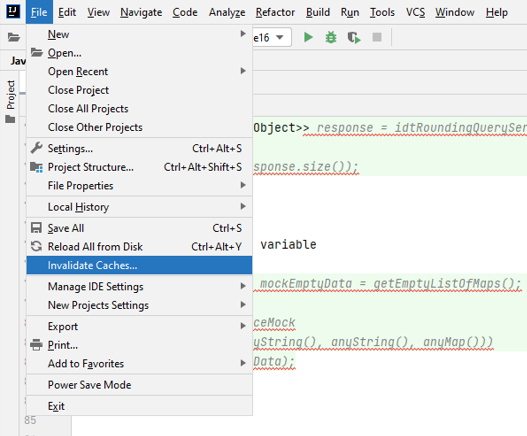 File Edit View Navigate Code Analyze Refactor Build Run Tools VCS Window Help
New
Open...
Open Recent
Close Project
Close All Projects
Close Other Projects
Settings... Ctrl+Alt+S
Project Structure... Ctrl+Alt+Shift+S
File Properties
Local History
Save All Ctrl+S
Reload All from Disk Ctrl+Alt+Y
Invalidate Caches...
Manage IDE Settings
New Projects Settings
Export
Print...
Add to Favorites
Power Save Mode
Exit
e16
Jav
Project
Object>> response = idtRoundingQuerySer
sponse.size());
variable
mockEmptyData = getEmptyListOfMaps();
ceMock
yString(), anyString(), anyMap()))
Data);
85